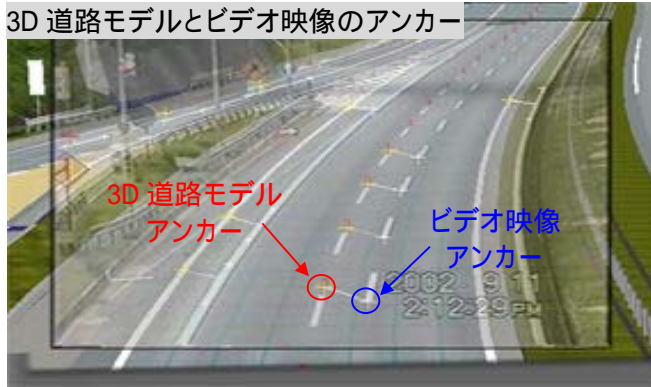 3D 道路モデルとビデオ映像のアンカー
3D 道路モデル
アンカー
ビデオ映像
アンカー
2002 9 11
2:12:29 PM